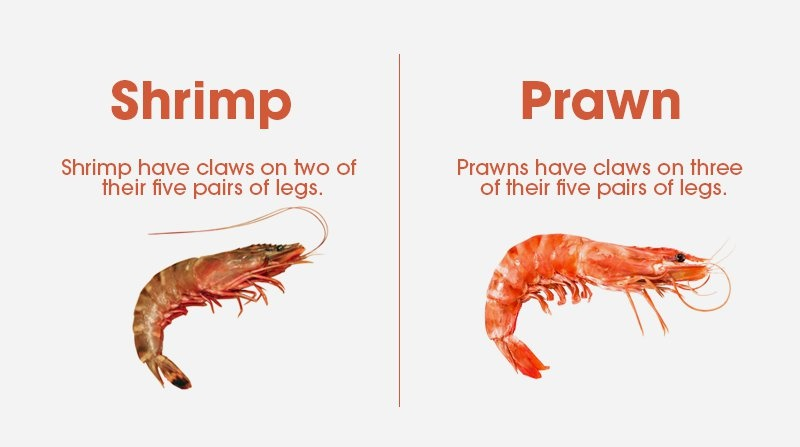 Shrimp
Shrimp have claws on two of
their five pairs of legs.
Prawn
Prawns have claws on three
of their five pairs of legs.